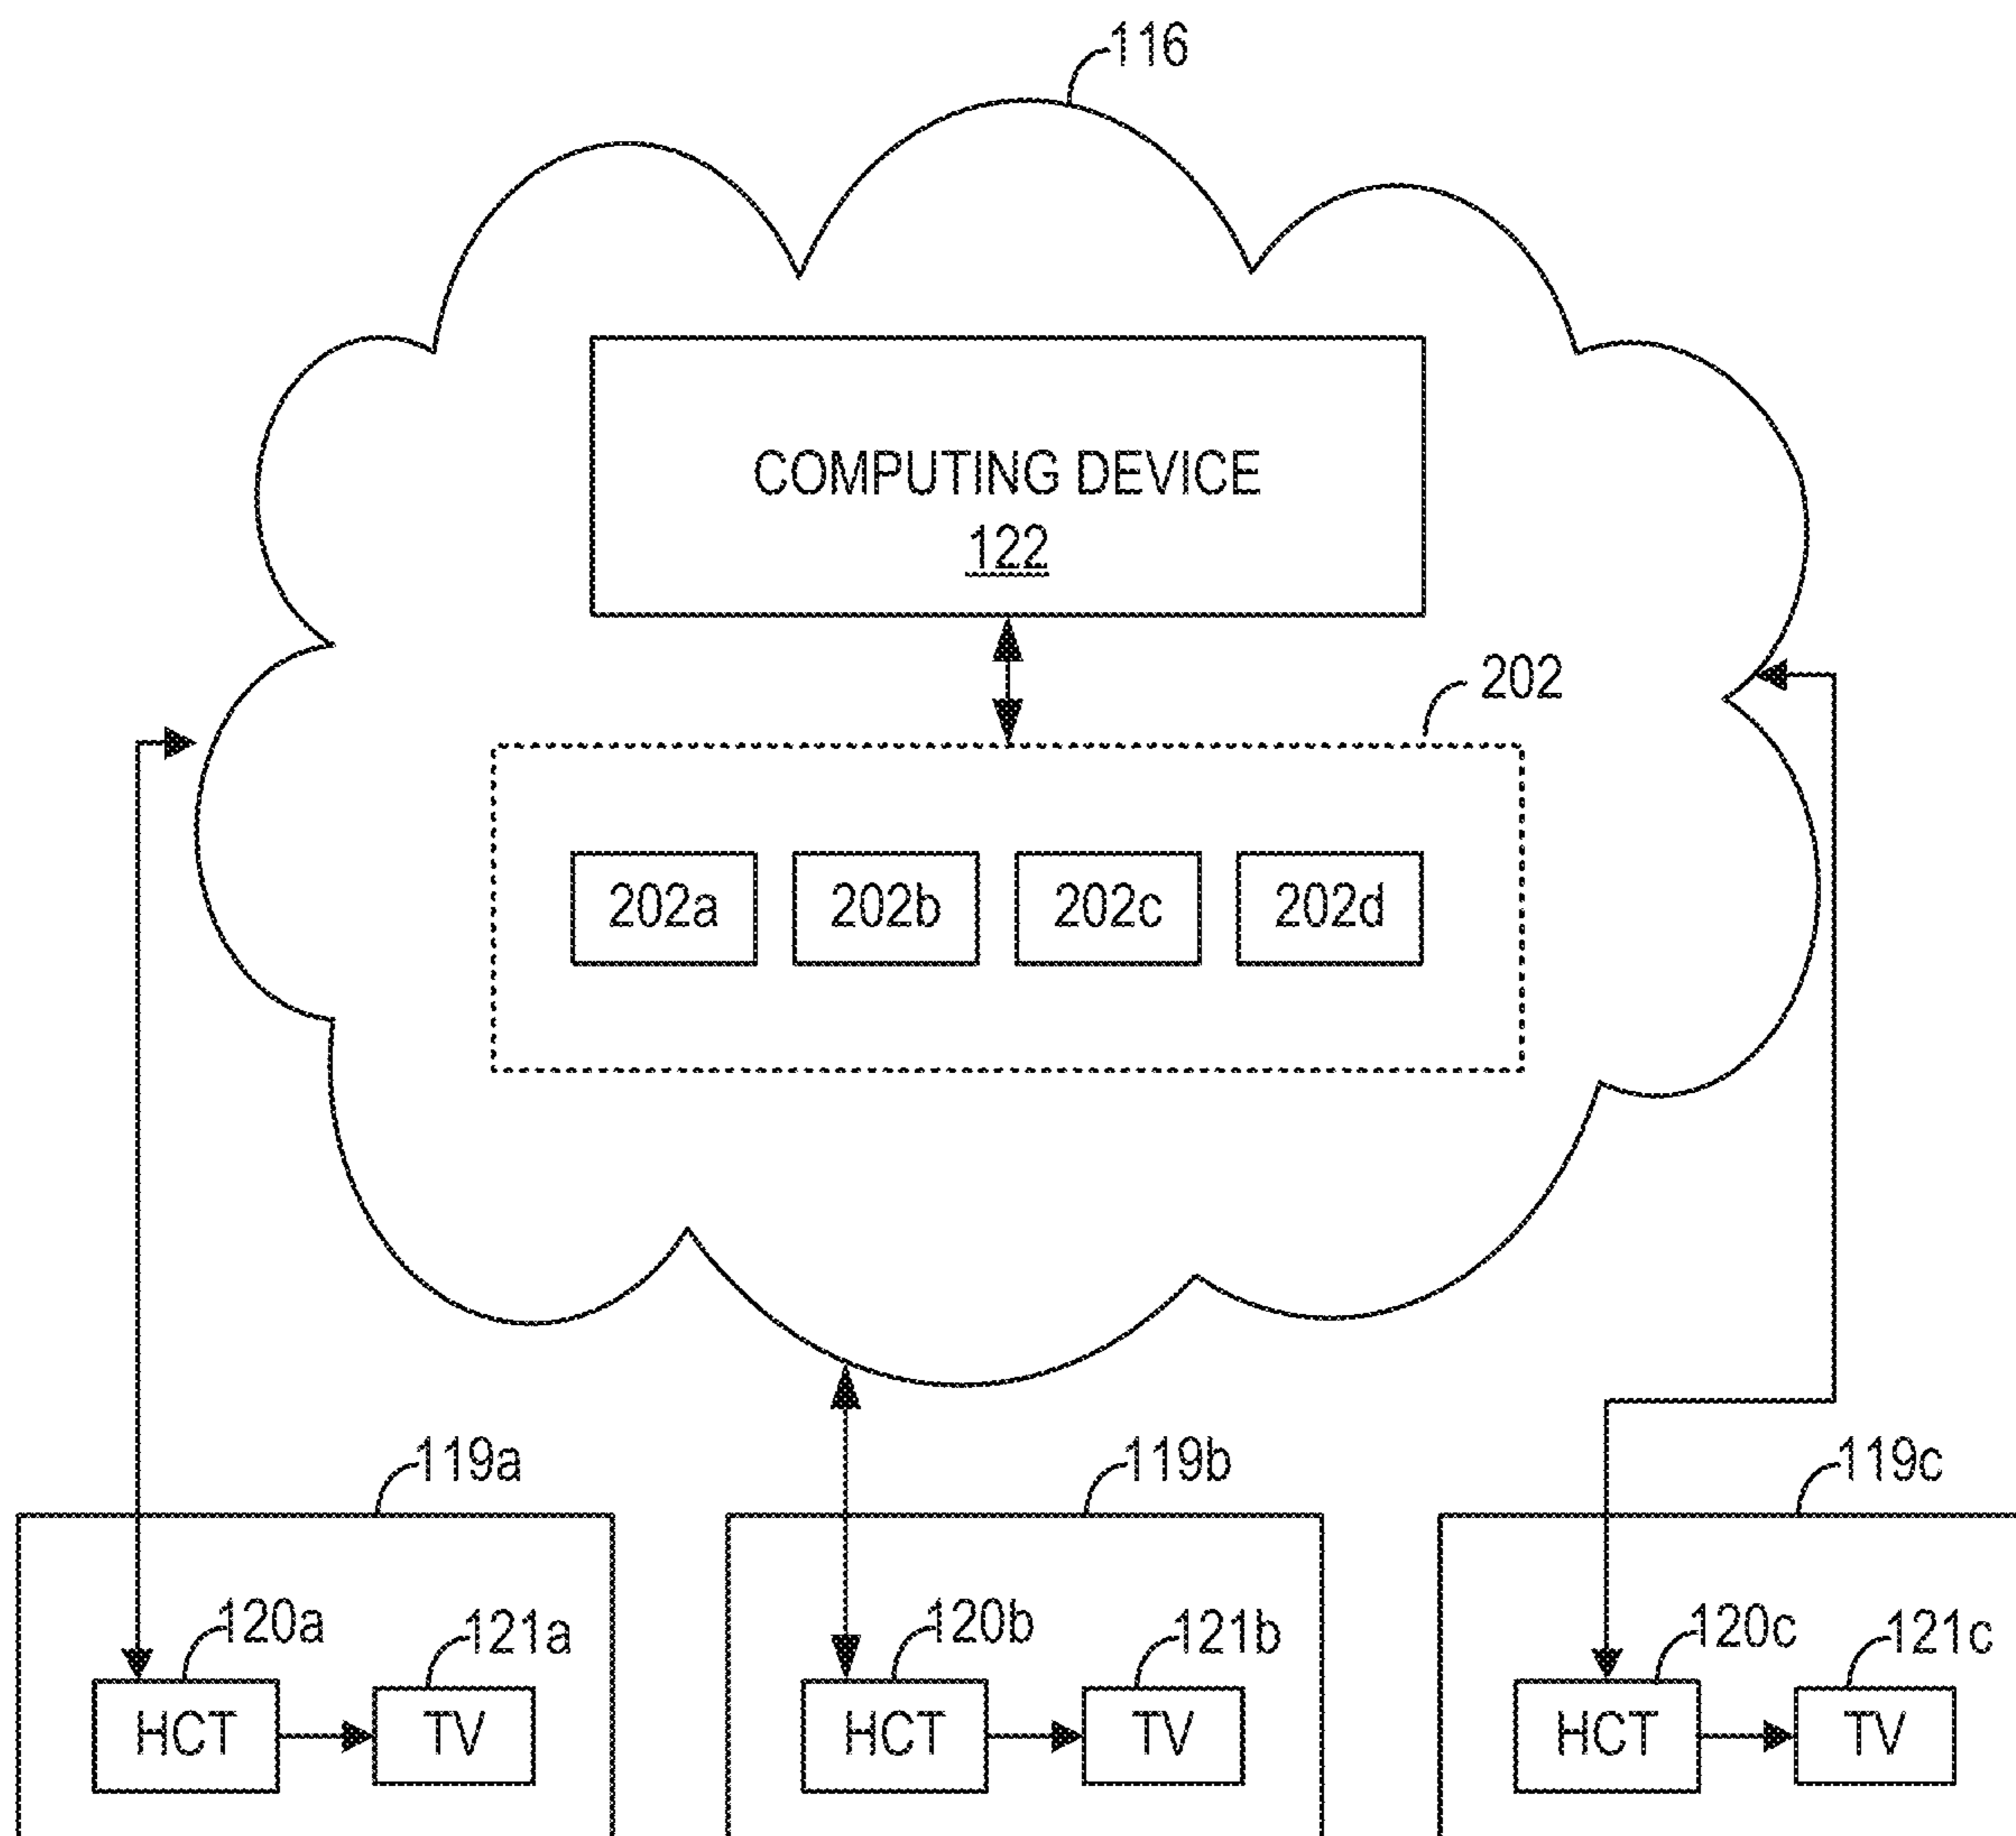 116
COMPUTING DEVICE
122
202
202a 202b 202c 202d
119a 119b 119c
120a 121a 120b 121b 120c 121c
HCT TV HCT TV HCT TV